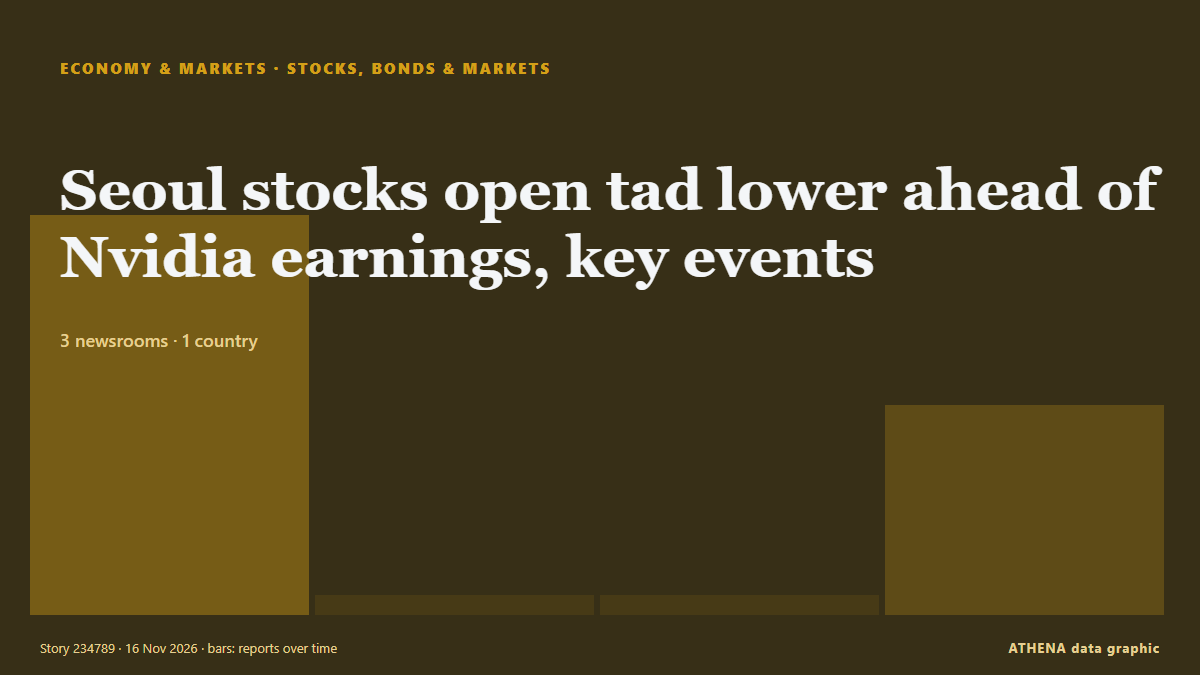 ECONOMY & MARKETS · STOCKS, BONDS & MARKETS
Seoul stocks open tad lower ahead of
Nvidia earnings, key events
3 newsrooms · 1 country
Story 234789 · 16 Nov 2026 · bars: reports over time
ATHENA data graphic